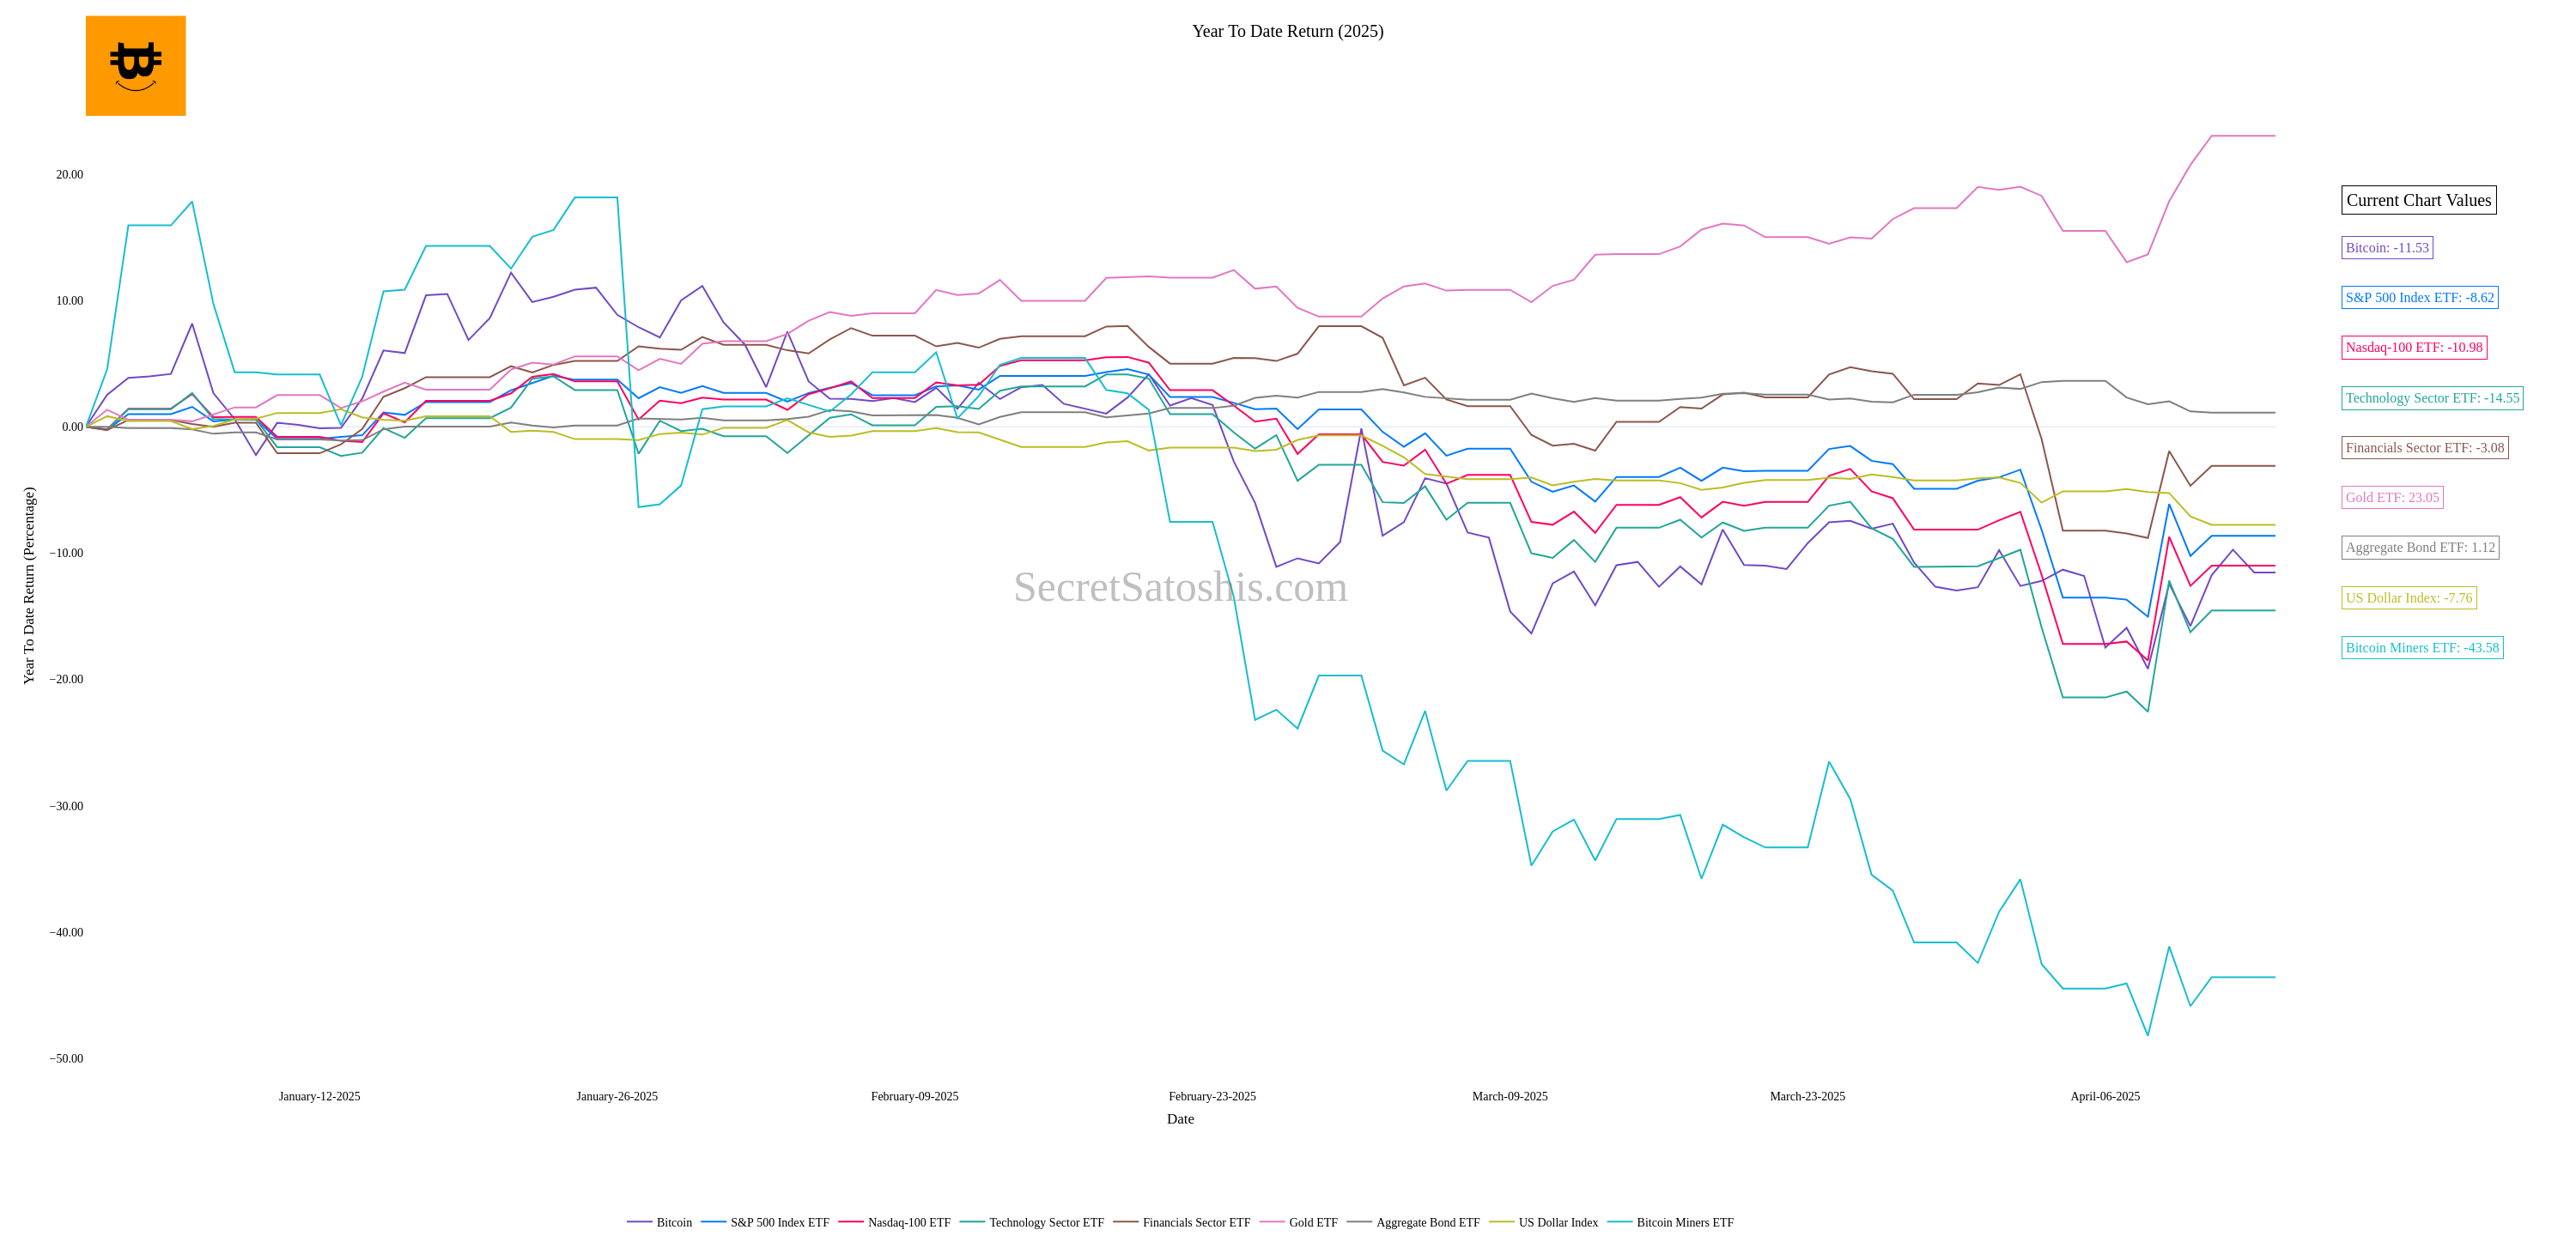 Year To Date Return (2025)
20.00
10.00
0.00
−10.00
−20.00
−30.00
−40.00
−50.00
Year To Date Return (Percentage)
SecretSatoshis.com
Current Chart Values
Bitcoin: -11.53
S&P 500 Index ETF: -8.62
Nasdaq-100 ETF: -10.98
Technology Sector ETF: -14.55
Financials Sector ETF: -3.08
Gold ETF: 23.05
Aggregate Bond ETF: 1.12
US Dollar Index: -7.76
Bitcoin Miners ETF: -43.58
January-12-2025 January-26-2025 February-09-2025 February-23-2025 March-09-2025 March-23-2025 April-06-2025
Date
Bitcoin S&P 500 Index ETF Nasdaq-100 ETF Technology Sector ETF Financials Sector ETF Gold ETF Aggregate Bond ETF US Dollar Index Bitcoin Miners ETF